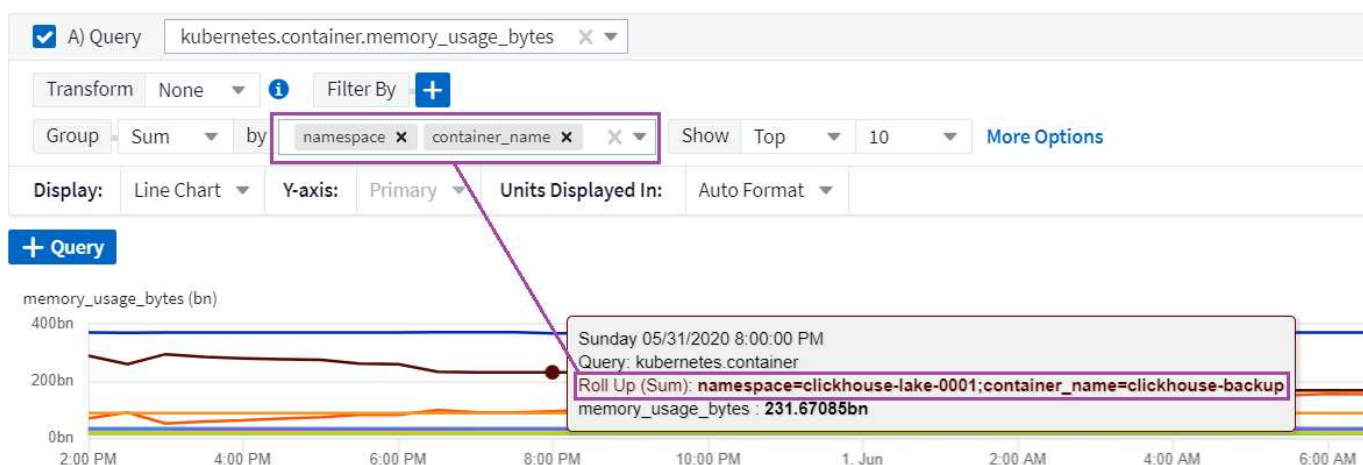 A) Query kubernetes.container.memory_usage_bytes
Transform None Filter By
Group Sum by namespace container_name Show Top 10 More Options
Display: Line Chart Y-axis: Primary Units Displayed In: Auto Format
+ Query
memory_usage_bytes (bn)
400bn
Sunday 05/31/2020 8:00:00 PM
Query: kubernetes.container
200bn
Roll Up (Sum): namespace=clickhouse-lake-0001;container_name=clickhouse-backup
memory_usage_bytes : 231.67085bn
0bn
2:00 PM 4:00 PM 6:00 PM 8:00 PM 10:00 PM 1. Jun 2:00 AM 4:00 AM 6:00 AM